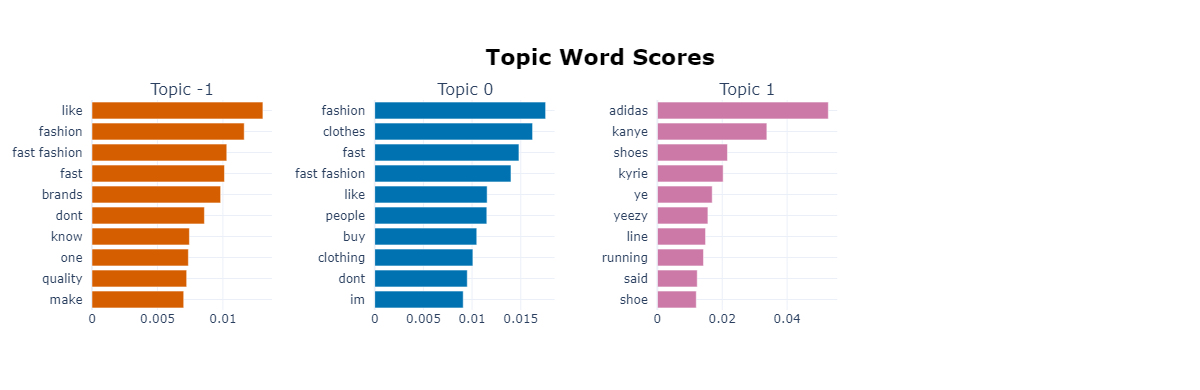 Topic Word Scores
Topic -1
like
fashion
fast fashion
fast
brands
dont
know
one
quality
make
0 0.005 0.01
Topic 0
fashion
clothes
fast
fast fashion
like
people
buy
clothing
dont
im
0 0.005 0.01 0.015
Topic 1
adidas
kanye
shoes
kyrie
ye
yeezy
line
running
said
shoe
0 0.02 0.04